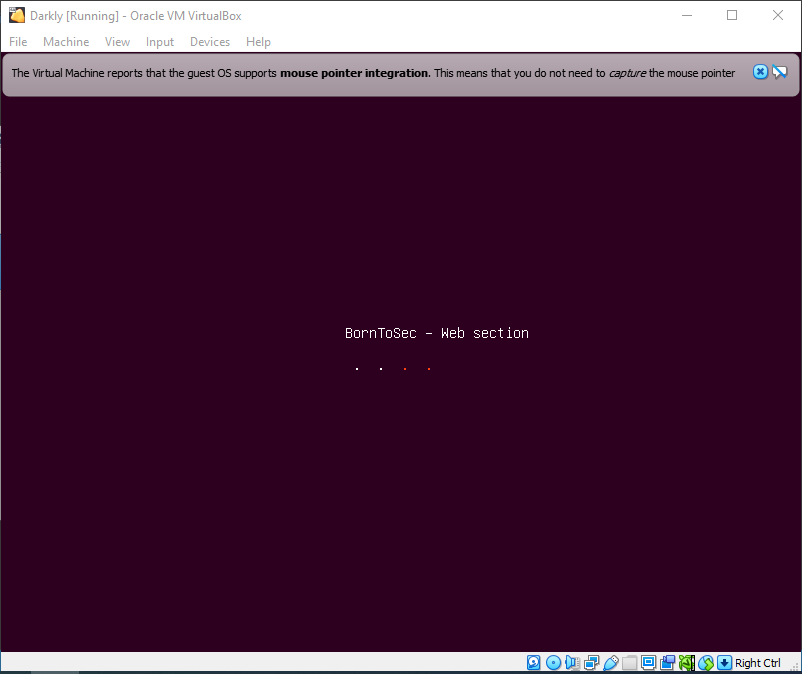 Darkly [Running] - Oracle VM VirtualBox
File Machine View Input Devices Help
The Virtual Machine reports that the guest OS supports mouse pointer integration. This means that you do not need to capture the mouse pointer
BornToSec - Web section
. . . .
Right Ctrl